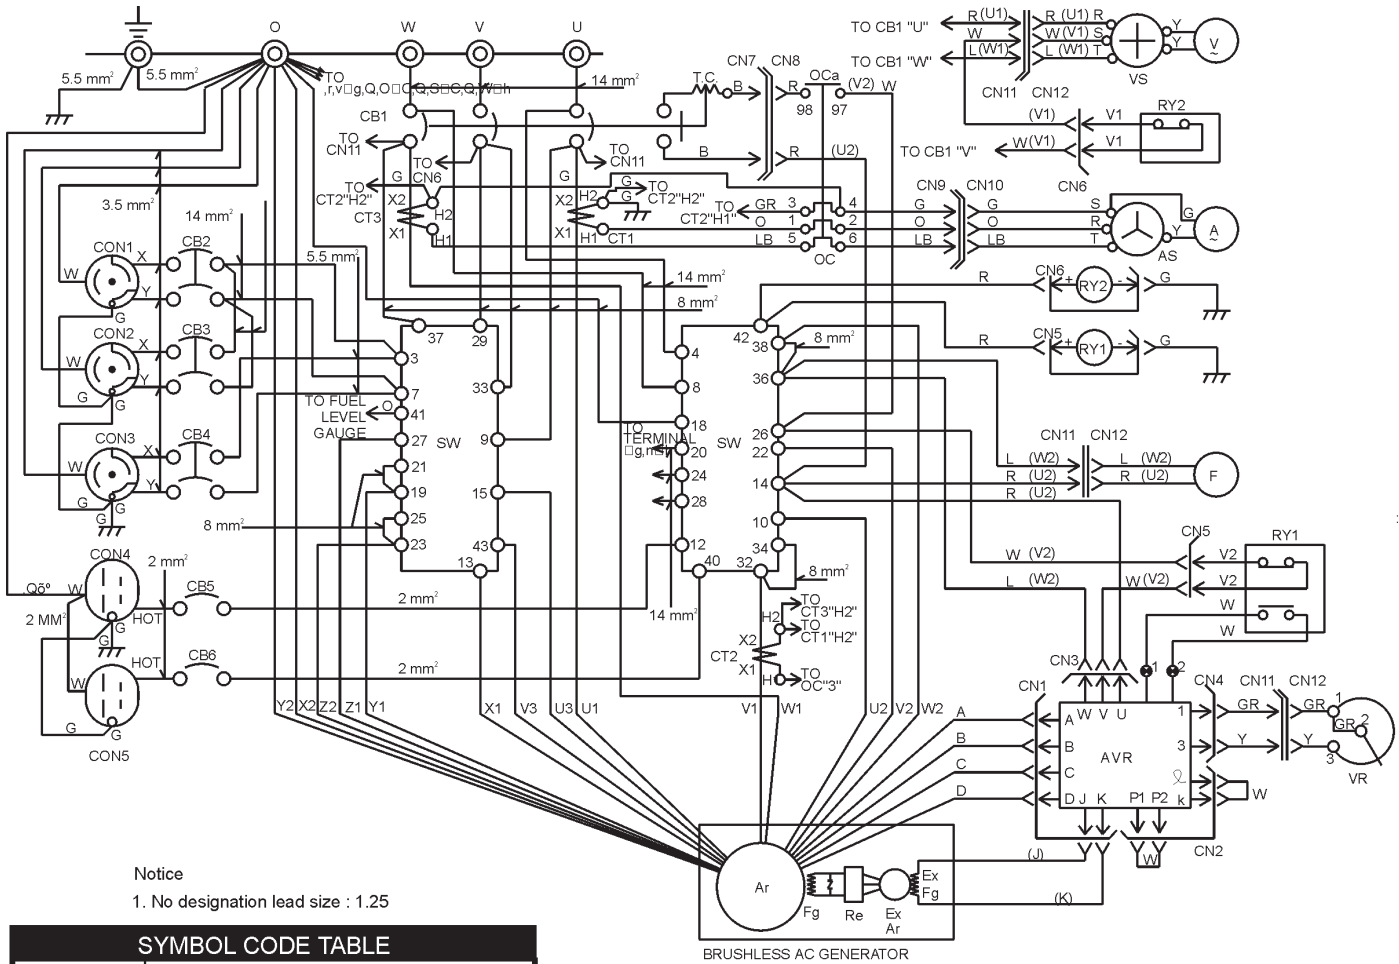 O W V U
TO CB1 "U" R (U1) R (U1) R Y
W W (V1) S V ~
TO CB1 "W" L (W1) L (W1) T Y
VS
5.5 mm² 5.5 mm² TO 14 mm² T.C. CN7 CN8 OCa
B R 98 97 (V2) W
CN11 CN12 RY2
CB1 (V1) V1
TO CN11 TO CN6 TO CN11 B R (U2)
TO CB1 "V" W (V1) V1
CN6
3.5 mm² 14 mm²
TO CT2"H2" G X2 H2 CT3 X1 H1
G X2 H2 G G TO CT2"H2" X1 H1 CT1
TO CT2"H1" GR 3 4 G CN9 CN10 G S G
O 1 2 O O R A ~
LB 5 6 LB LB T Y
OC AS
CON1 X CB2 5.5 mm²
W Y G
14 mm²
8 mm²
R CN6 + RY2 - G
CON2 X CB3
W Y G G
37 29
42 38 8 mm²
R CN5 + RY1 - G
3 4
33 8 36
7
TO FUEL LEVEL GAUGE O 41
CON3 X CB4
W Y G G G
27 SW 9
18 SW 26
TO TERMINAL 20 22
21 24
19 15 28 14
8 mm² 25 10
23 43 12 34
13 40 32 8 mm²
CN11 CN12
L (W2) L (W2)
R (U2) R (U2) F
R (U2)
W (V2) CN5 V2 RY1
L (W2) W (V2) V2
W
W
CON4 2 mm² CB5
W HOT G G
2 mm²
14 mm²
2 MM²
HOT CB6
W G G
2 mm²
CON5
TO CT3"H2"
H2 TO CT1"H2"
X2 CT2 X1
H1 TO OC"3"
Y2 X2 Z2 Z1 Y1 X1 V3 U3 U1 V1 W1 U2 V2 W2
CN3 1 2
CN1 CN4 CN11 CN12
A A W V U 1 GR GR 1
GR 2
B B AVR 3 Y Y 3
VR
C C
D D J K P1 P2 k W
W CN2
(J)
(K)
Ar Fg Re Ex Ar Ex Fg
BRUSHLESS AC GENERATOR
Notice
1. No designation lead size : 1.25
SYMBOL CODE TABLE